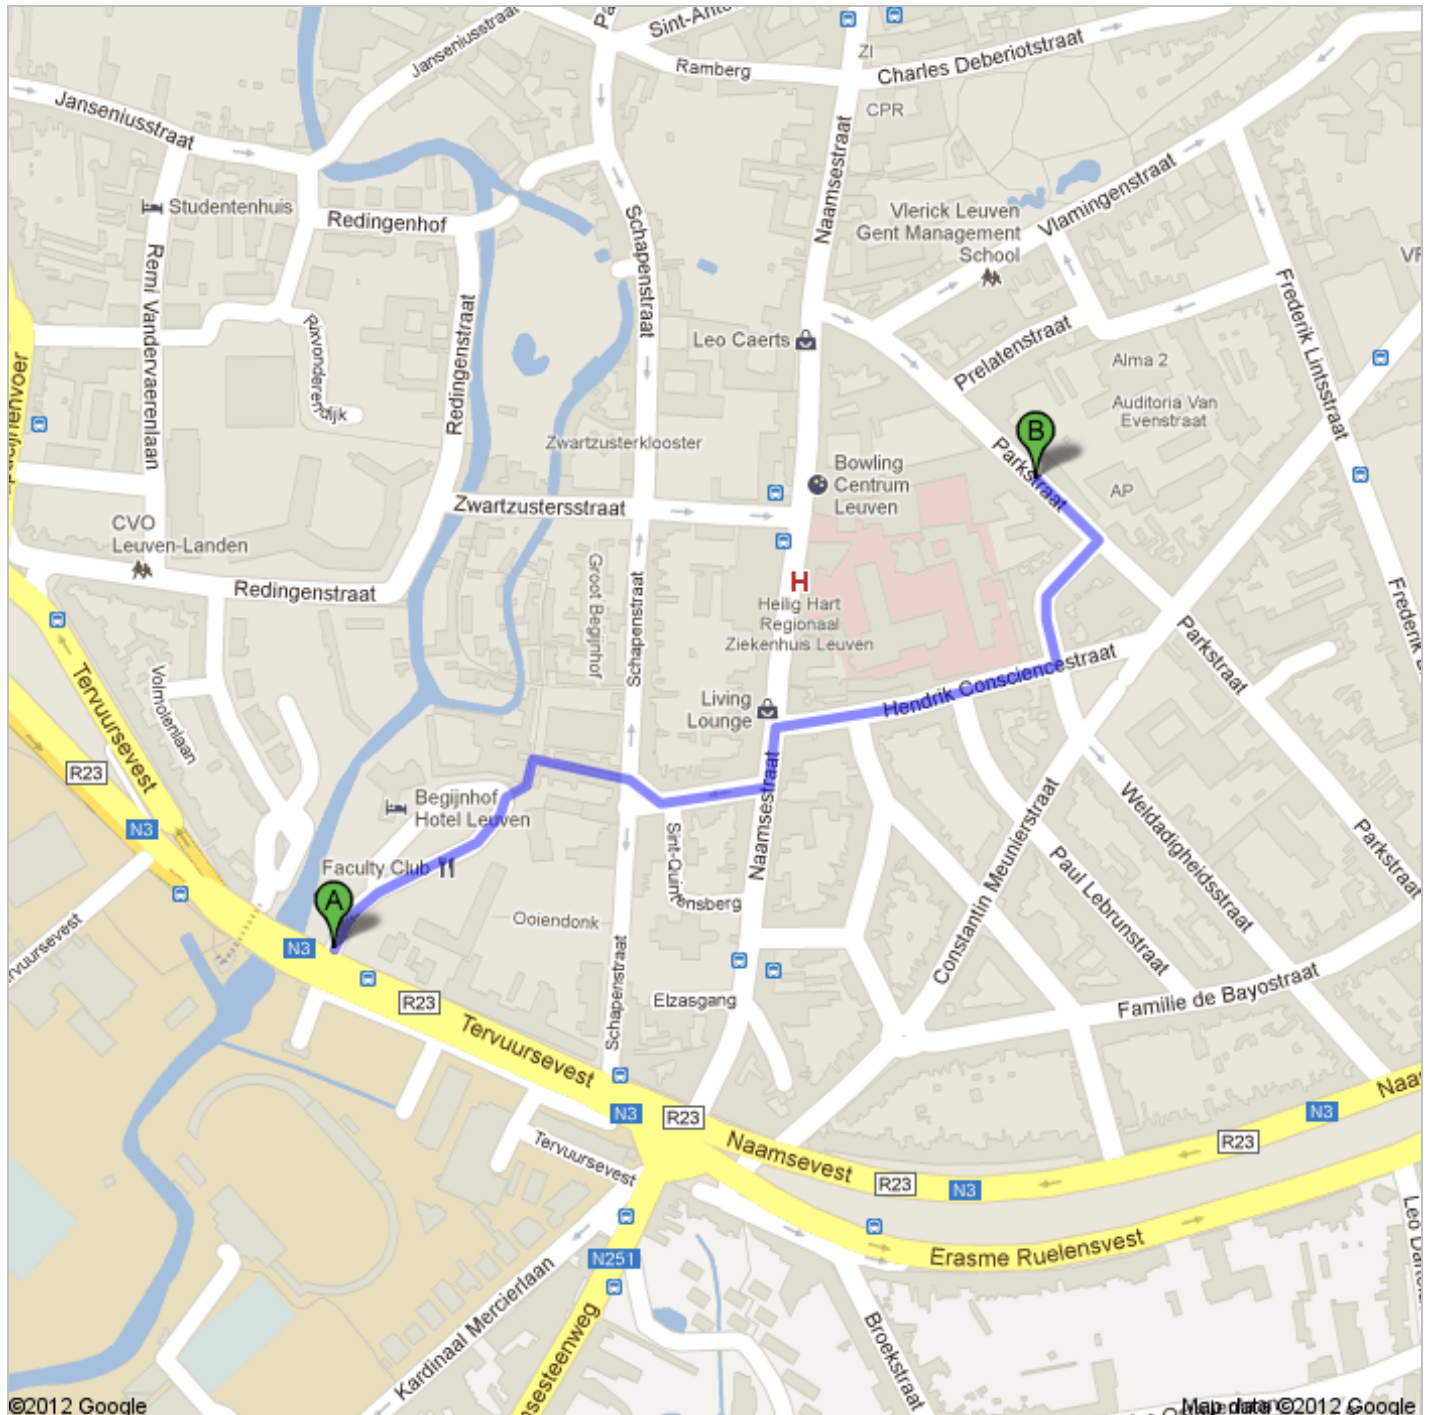 Janseniusstraat
Sint-Anto
Ramberg
ZI
Charles Deberiotstraat
CPR
Janseniusstraat
Naamsestraat
Studentenhuis
Redingenhof
Schapenstraat
Vlerick Leuven
Gent Management
School
Vlamingenstraat
Remi Vandervaerenlaan
Redingenstraat
Frederik Lintsstraat
Leo Caerts
Prelatenstraat
Alma 2
Auditoria Van
Evenstraat
B
Zwartzusterklooster
Parkstraat
Bowling
Centrum
Leuven
AP
Zwartzustersstraat
CVO
Leuven-Landen
Groot Begijnhof
Schapenstraat
H
Heilig Hart
Regionaal
Ziekenhuis Leuven
Redingenstraat
Frederik
Parkstraat
Hendrik Consciencestraat
Volmolenlaan
Tervuursevest
Living
Lounge
R23
N3
Begijnhof
Hotel Leuven
Naamsestraat
Sint-Quintensberg
Weldadigheidsstraat
Paul Lebrunstraat
Parkstraat
Constantin Meunierstraat
Faculty Club
A
Ooiendonk
N3
R23
Schapenstraat
Elzasgang
Familie de Bayostraat
Tervuursevest
N3
R23
Naamsevest
R23
N3
R23
N3
Naa
Tervuursevest
Erasme Ruelensvest
N251
Kardinaal Mercierlaan
Broekstraat
©2012 Google
Map data ©2012 Google